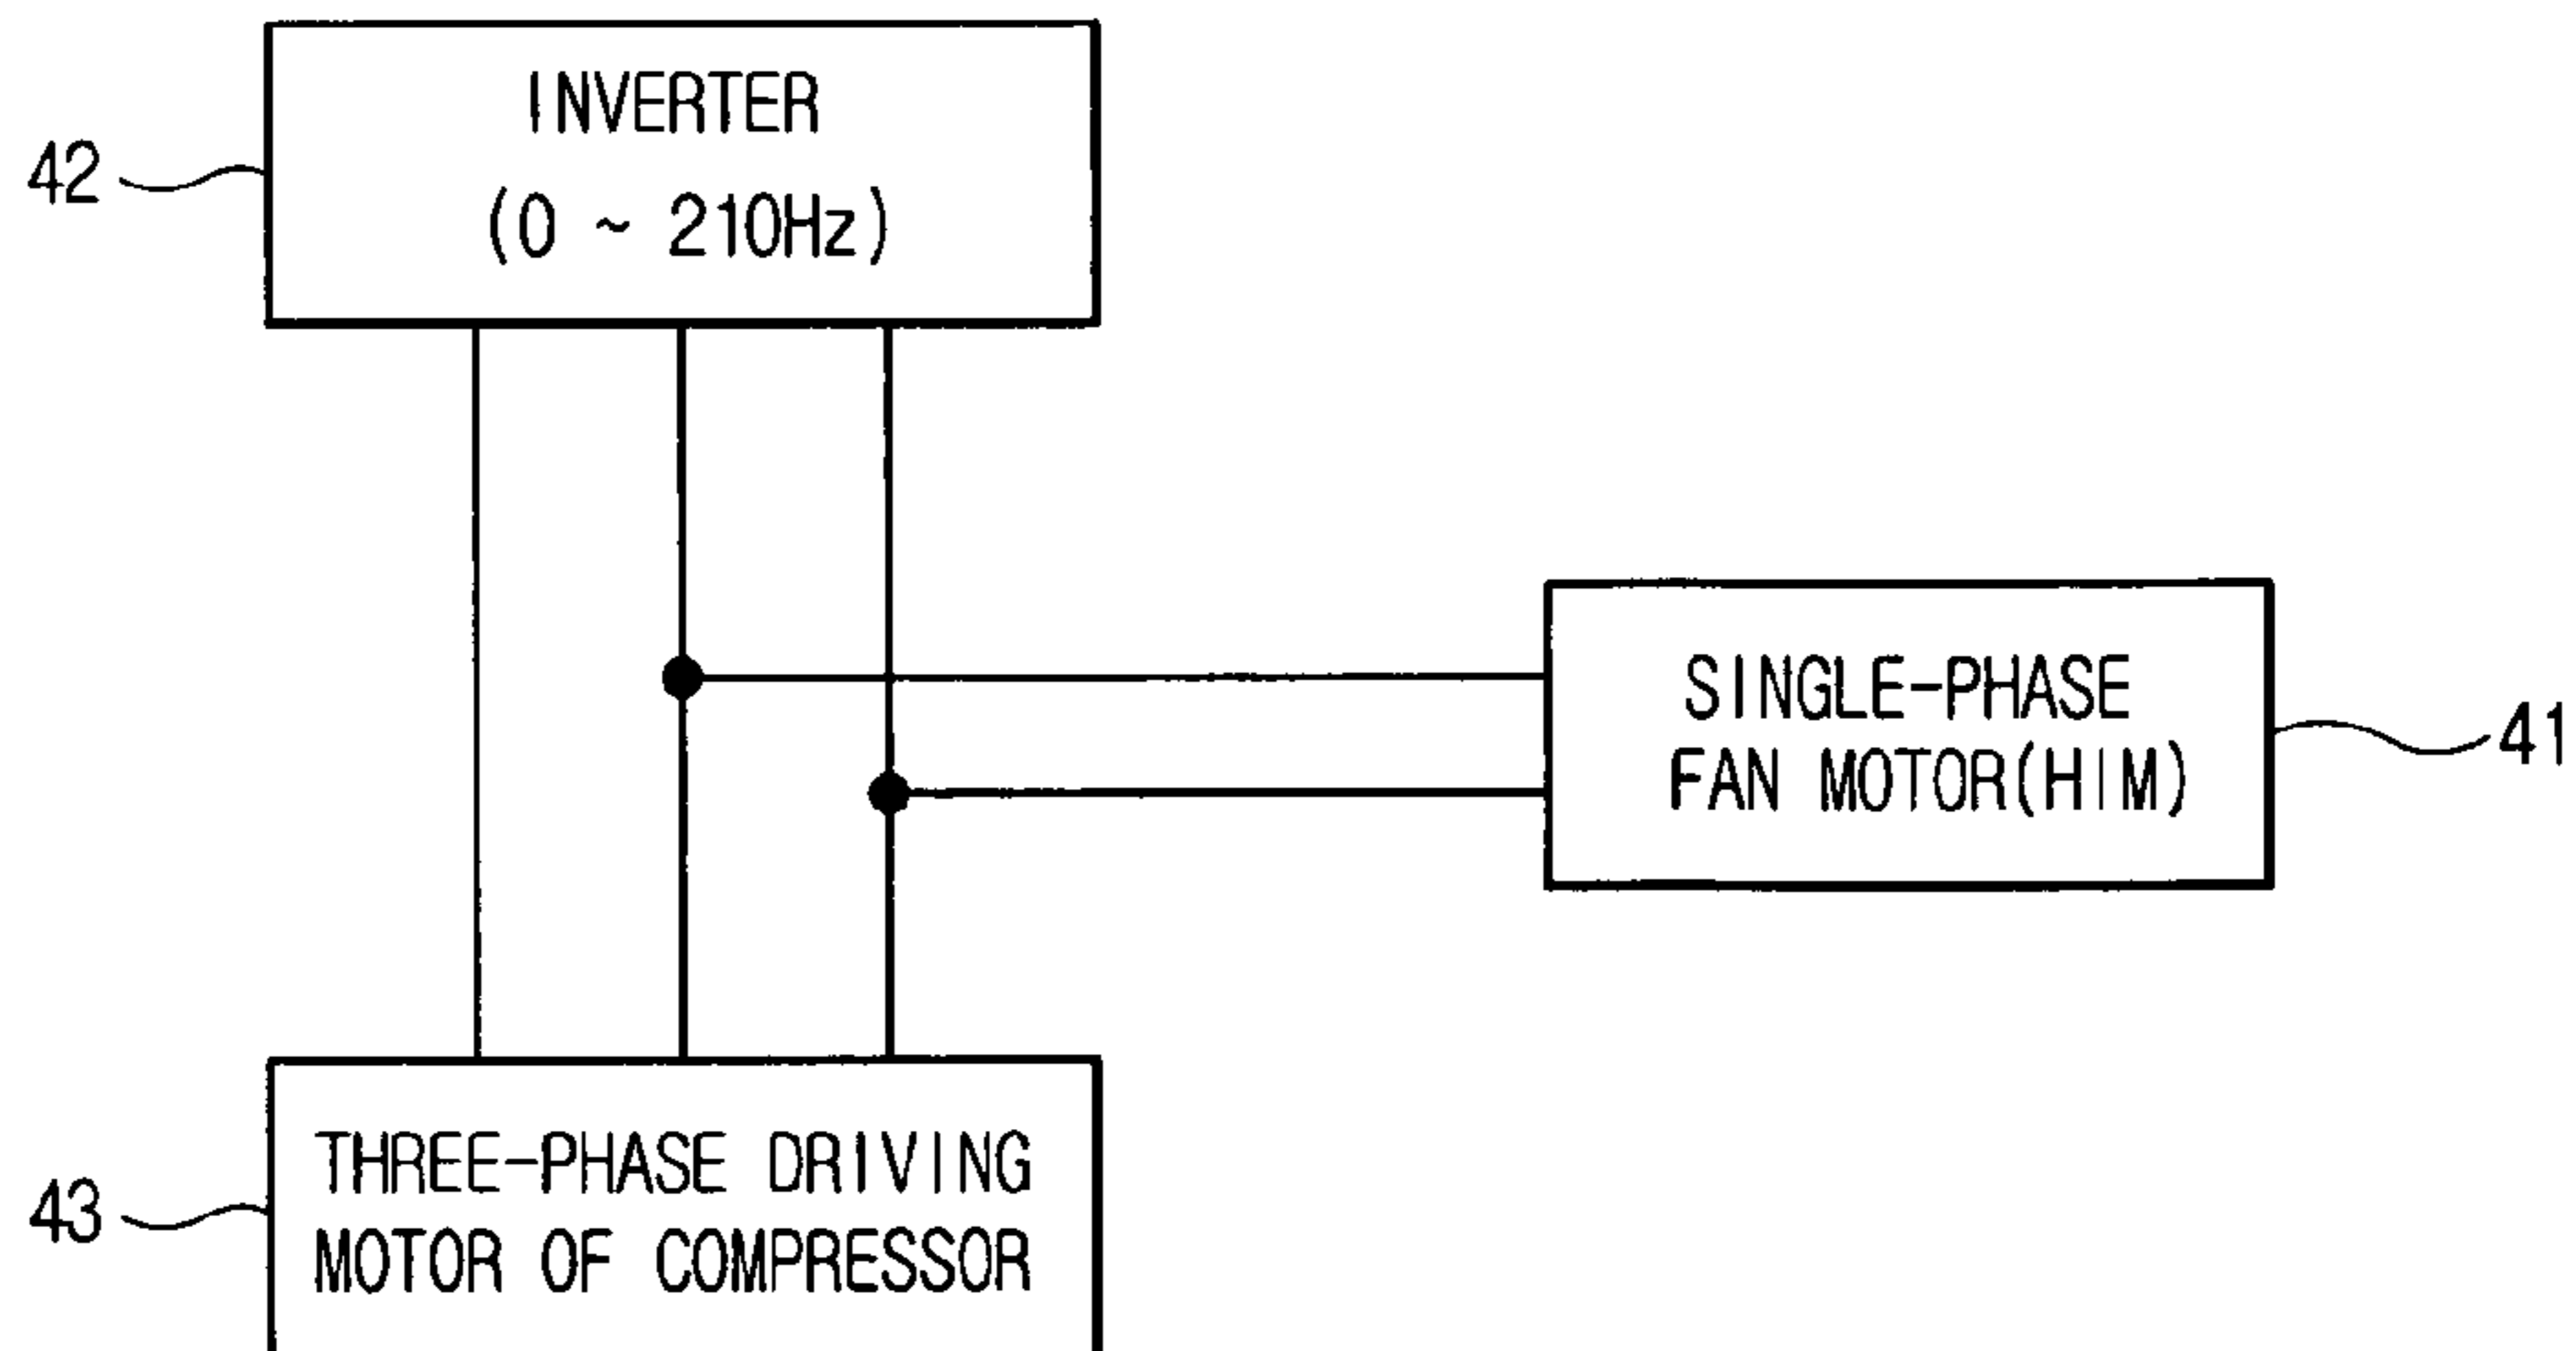 INVERTER
(0 ~ 210Hz)
42
SINGLE-PHASE
FAN MOTOR(HIM)
41
THREE-PHASE DRIVING
MOTOR OF COMPRESSOR
43